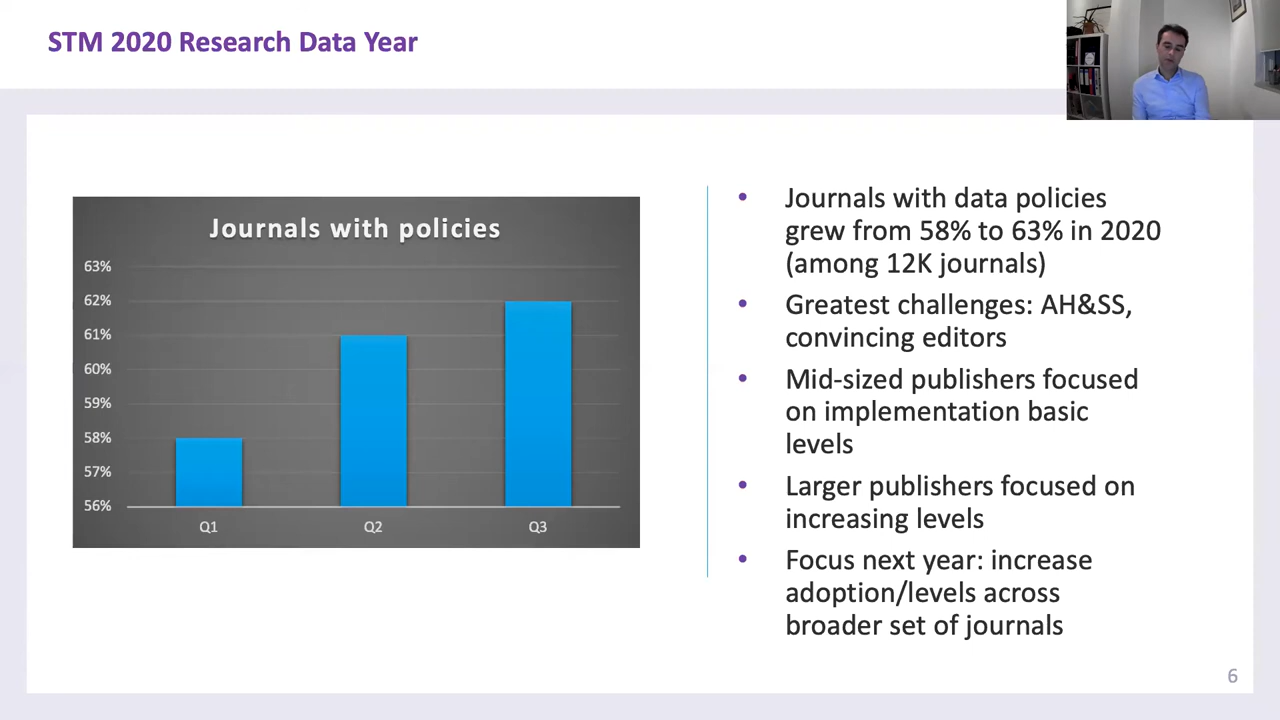 STM 2020 Research Data Year
Journals with policies
63%
62%
61%
60%
59%
58%
57%
56%
Q1 Q2 Q3
• Journals with data policies
grew from 58% to 63% in 2020
(among 12K journals)
• Greatest challenges: AH&SS,
convincing editors
• Mid-sized publishers focused
on implementation basic
levels
• Larger publishers focused on
increasing levels
• Focus next year: increase
adoption/levels across
broader set of journals
6